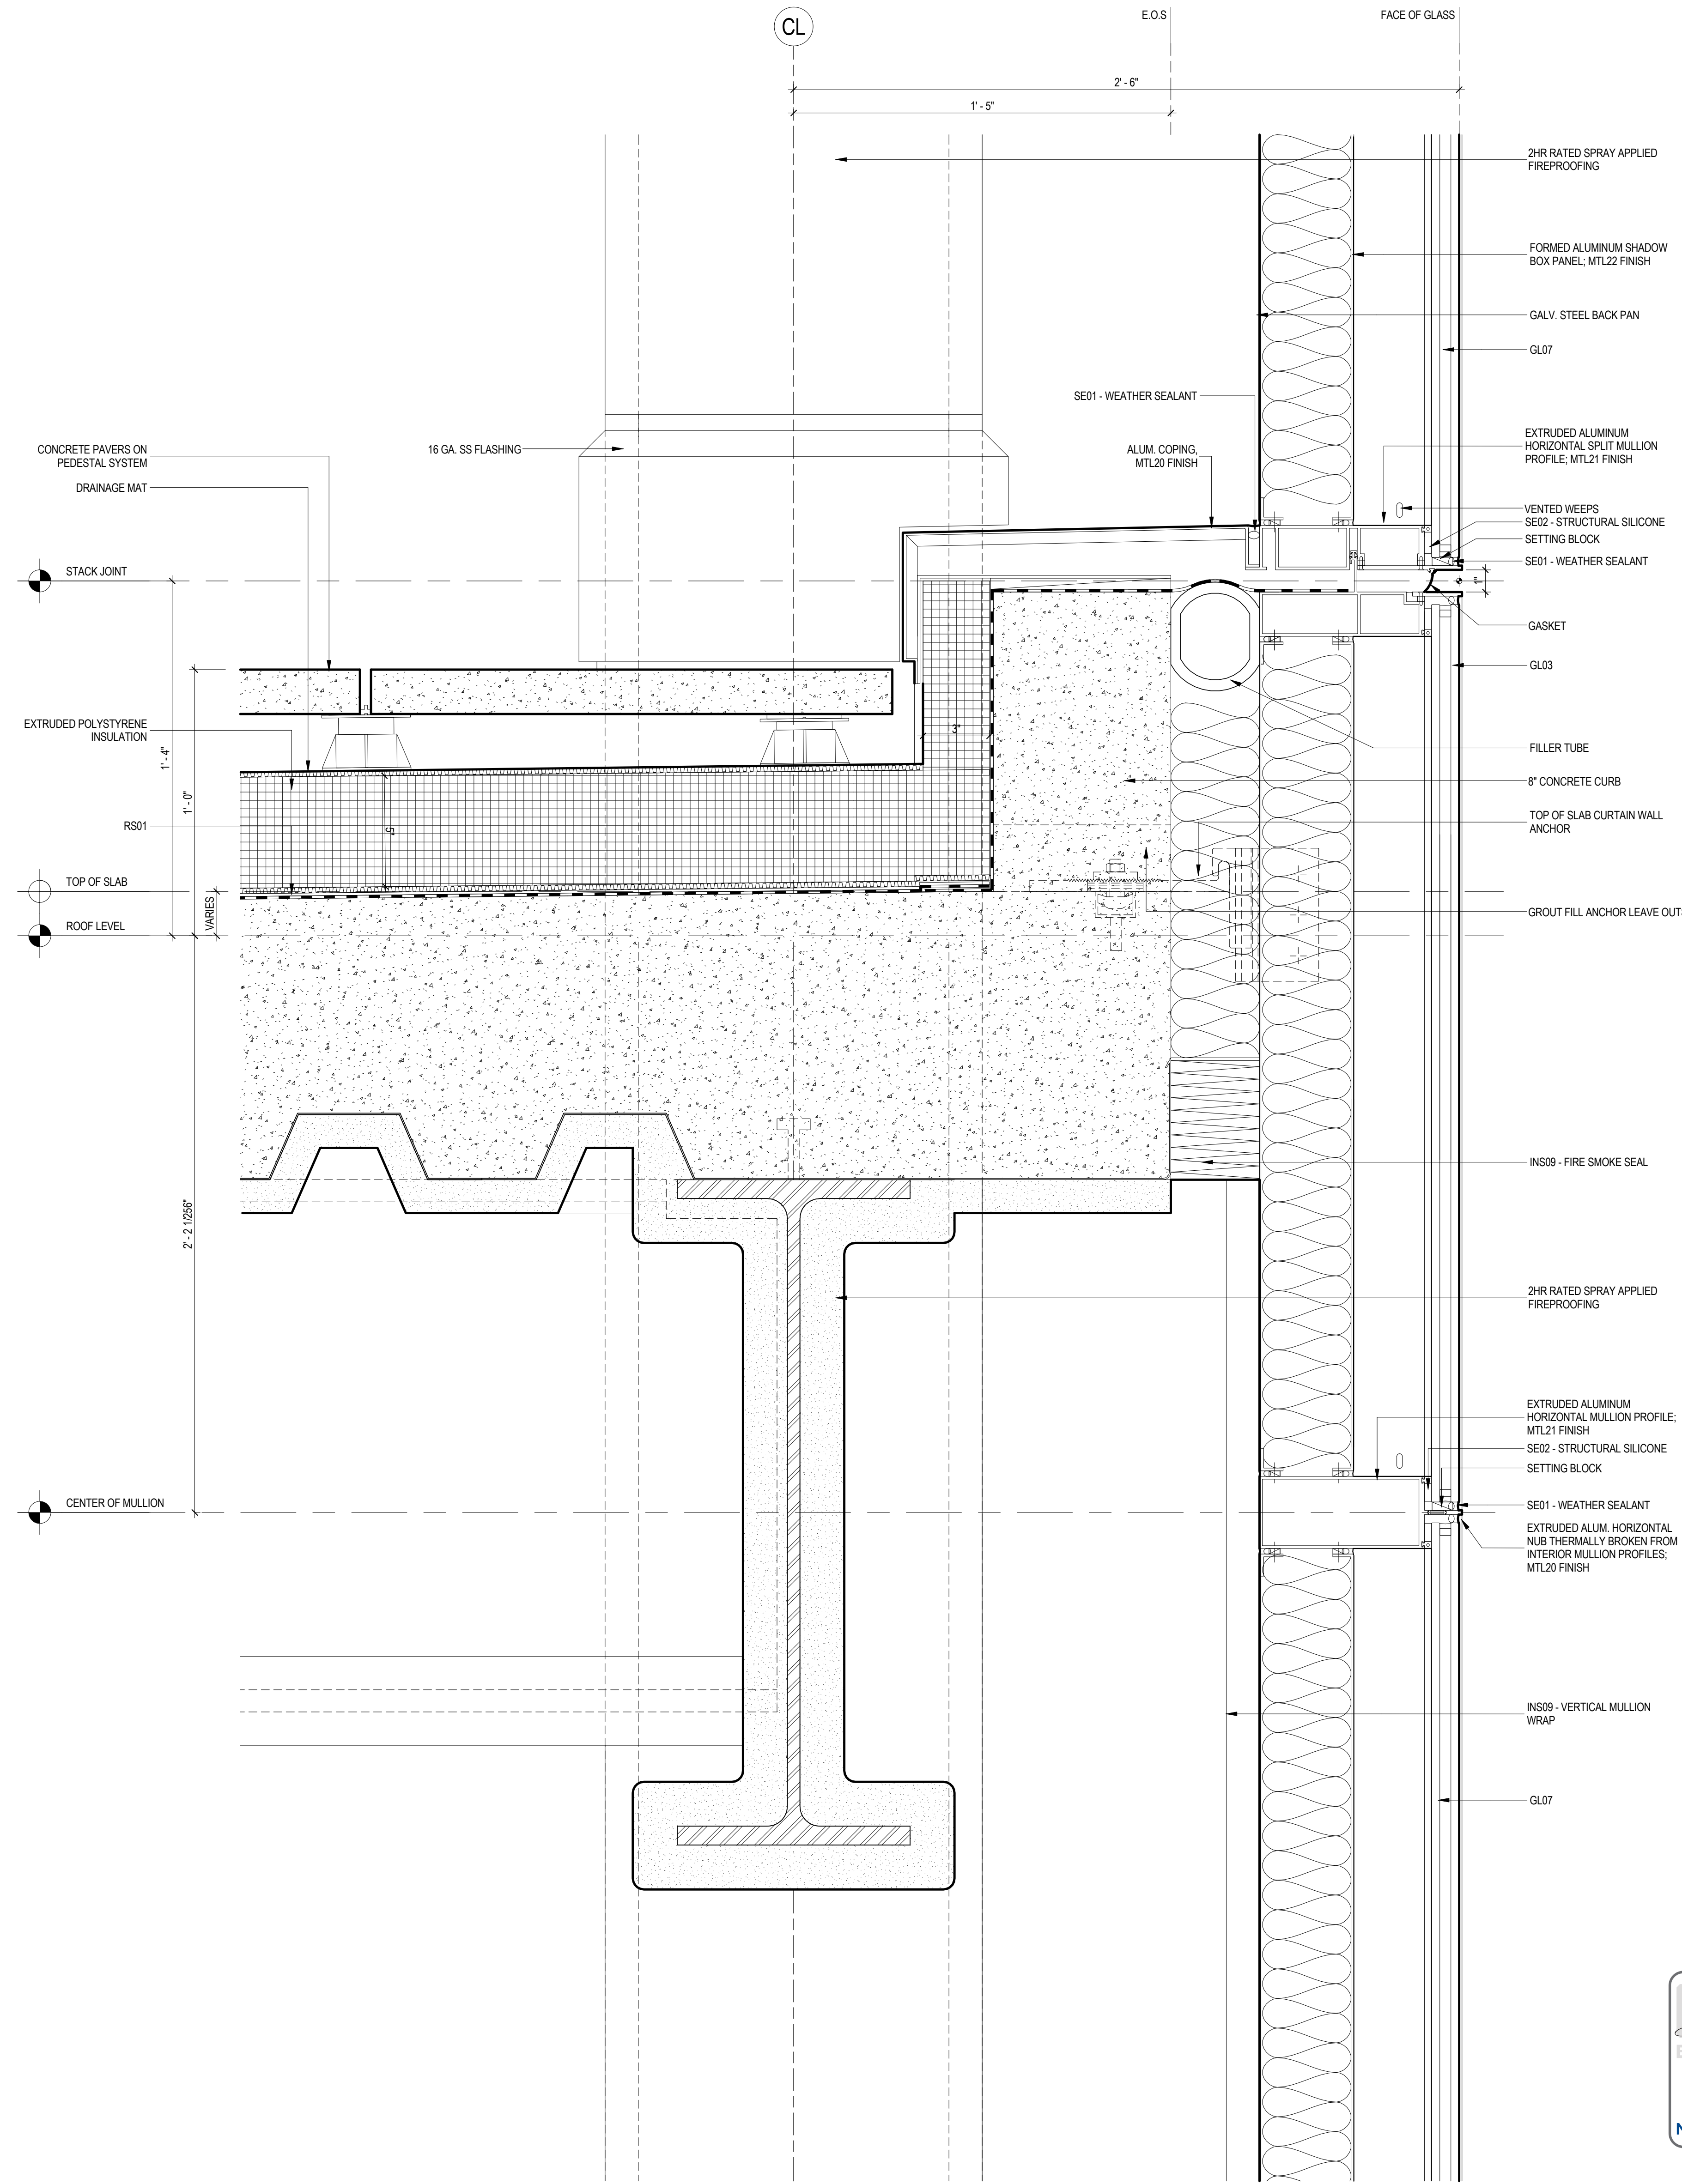 CL
E.O.S
FACE OF GLASS
2' - 6"
1' - 5"
2HR RATED SPRAY APPLIED
FIREPROOFING
FORMED ALUMINUM SHADOW
BOX PANEL; MTL22 FINISH
GALV. STEEL BACK PAN
GL07
SE01 - WEATHER SEALANT
CONCRETE PAVERS ON
PEDESTAL SYSTEM
16 GA. SS FLASHING
ALUM. COPING,
MTL20 FINISH
EXTRUDED ALUMINUM
HORIZONTAL SPLIT MULLION
PROFILE; MTL21 FINISH
DRAINAGE MAT
VENTED WEEPS
SE02 - STRUCTURAL SILICONE
SETTING BLOCK
SE01 - WEATHER SEALANT
STACK JOINT
1"
GASKET
GL03
EXTRUDED POLYSTYRENE
INSULATION
3"
FILLER TUBE
1' - 4"
1' - 0"
8" CONCRETE CURB
5"
RS01
TOP OF SLAB CURTAIN WALL
ANCHOR
TOP OF SLAB
VARIES
GROUT FILL ANCHOR LEAVE OUT
ROOF LEVEL
INS09 - FIRE SMOKE SEAL
2' - 2 1/256"
2HR RATED SPRAY APPLIED
FIREPROOFING
EXTRUDED ALUMINUM
HORIZONTAL MULLION PROFILE;
MTL21 FINISH
SE02 - STRUCTURAL SILICONE
SETTING BLOCK
CENTER OF MULLION
SE01 - WEATHER SEALANT
EXTRUDED ALUM. HORIZONTAL
NUB THERMALLY BROKEN FROM
INTERIOR MULLION PROFILES;
MTL20 FINISH
INS09 - VERTICAL MULLION
WRAP
GL07